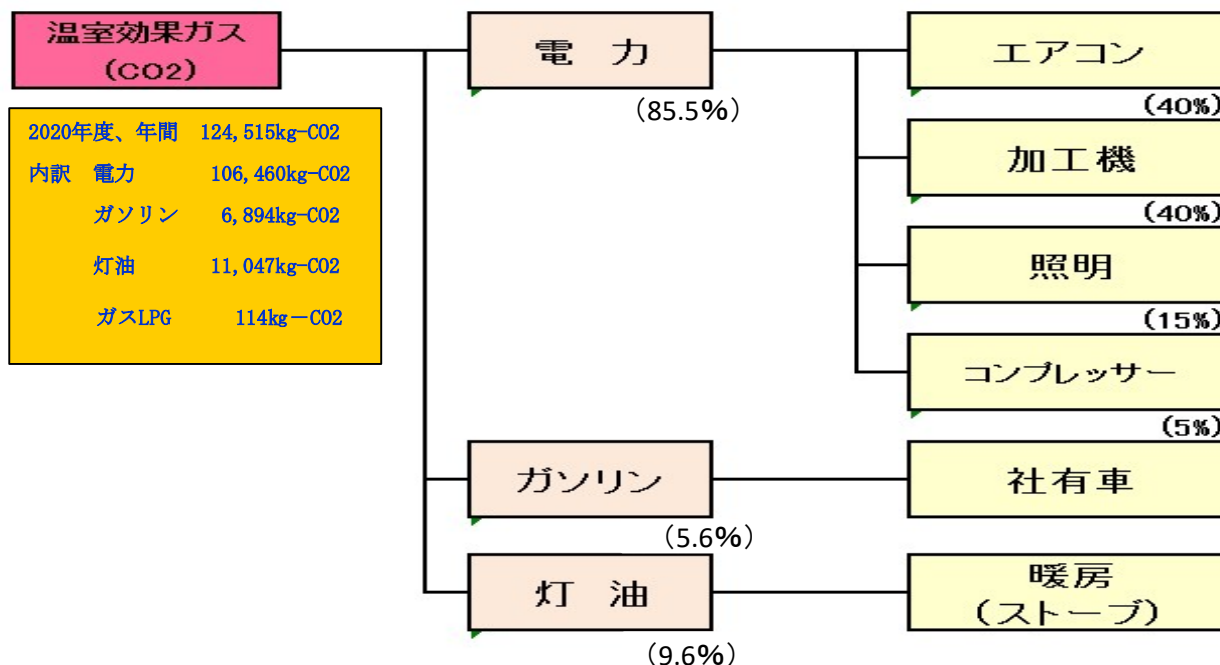 温室効果ガス
(CO2)
2020年度、年間 124,515kg-CO2
内訳 電力 106,460kg-CO2
ガソリン 6,894kg-CO2
灯油 11,047kg-CO2
ガスLPG 114kg－CO2
電 力
(85.5%)
エアコン
(40%)
加工機
(40%)
照明
(15%)
コンプレッサー
(5%)
ガソリン
(5.6%)
社有車
灯 油
(9.6%)
暖房
(ストーブ)